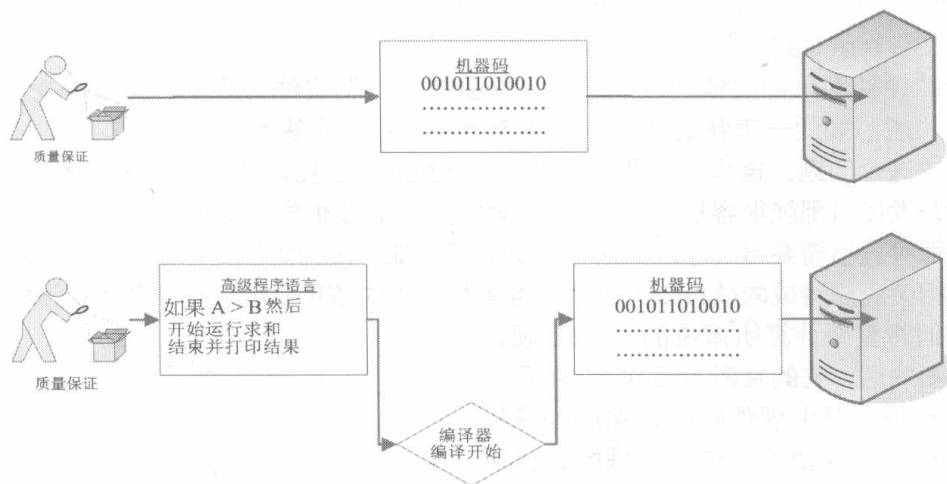 机器码
001011010010
..................
..................
质量保证
高级程序语言
如果 A > B 然后
开始运行求和
结束并打印结果
机器码
001011010010
..................
..................
质量保证
编译器
编译开始